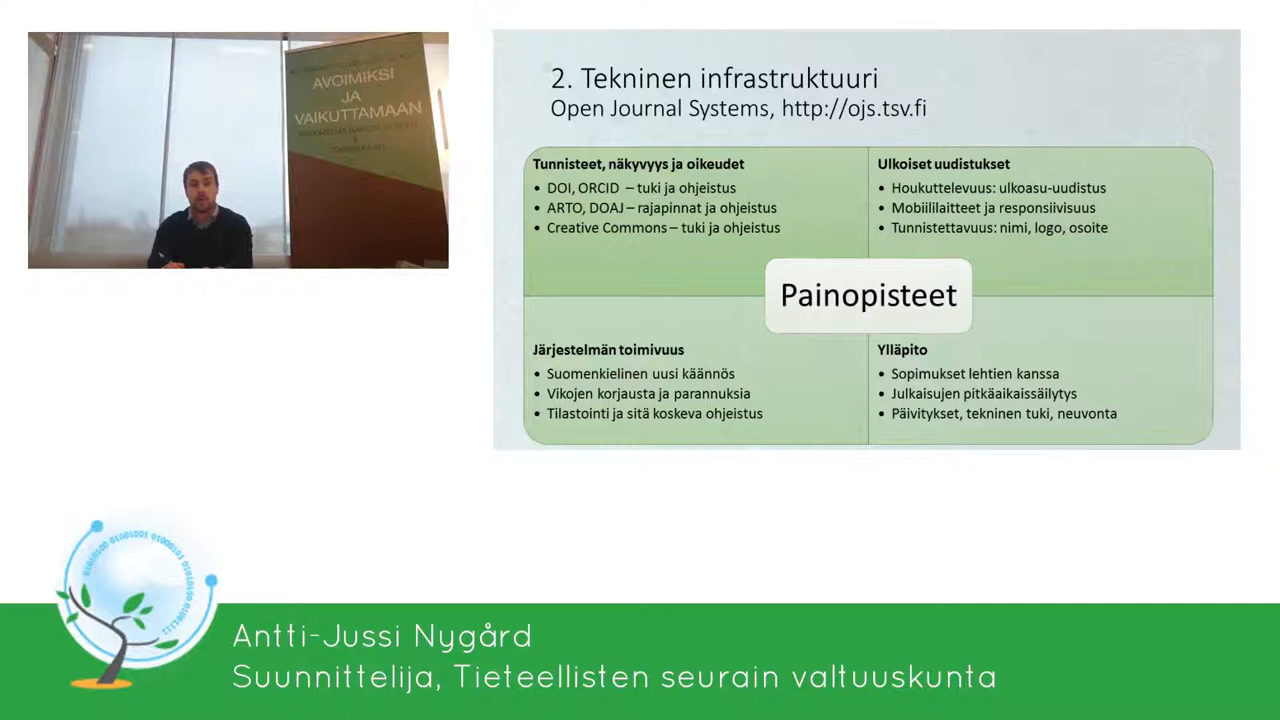 AVOIMIKSI
JA
VAIKUTTAMAAN
2. Tekninen infrastruktuuri
Open Journal Systems, http://ojs.tsv.fi
Tunnisteet, näkyvyys ja oikeudet
• DOI, ORCID – tuki ja ohjeistus
• ARTO, DOAJ – rajapinnat ja ohjeistus
• Creative Commons – tuki ja ohjeistus
Ulkoiset uudistukset
• Houkuttelevuus: ulkoasu-uudistus
• Mobiililaitteet ja responsiivisuus
• Tunnistettavuus: nimi, logo, osoite
Painopisteet
Järjestelmän toimivuus
• Suomenkielinen uusi käännös
• Vikojen korjausta ja parannuksia
• Tilastointi ja sitä koskeva ohjeistus
Ylläpito
• Sopimukset lehtien kanssa
• Julkaisujen pitkäaikaissäilytys
• Päivitykset, tekninen tuki, neuvonta
Antti-Jussi Nygård
Suunnittelija, Tieteellisten seurain valtuuskunta